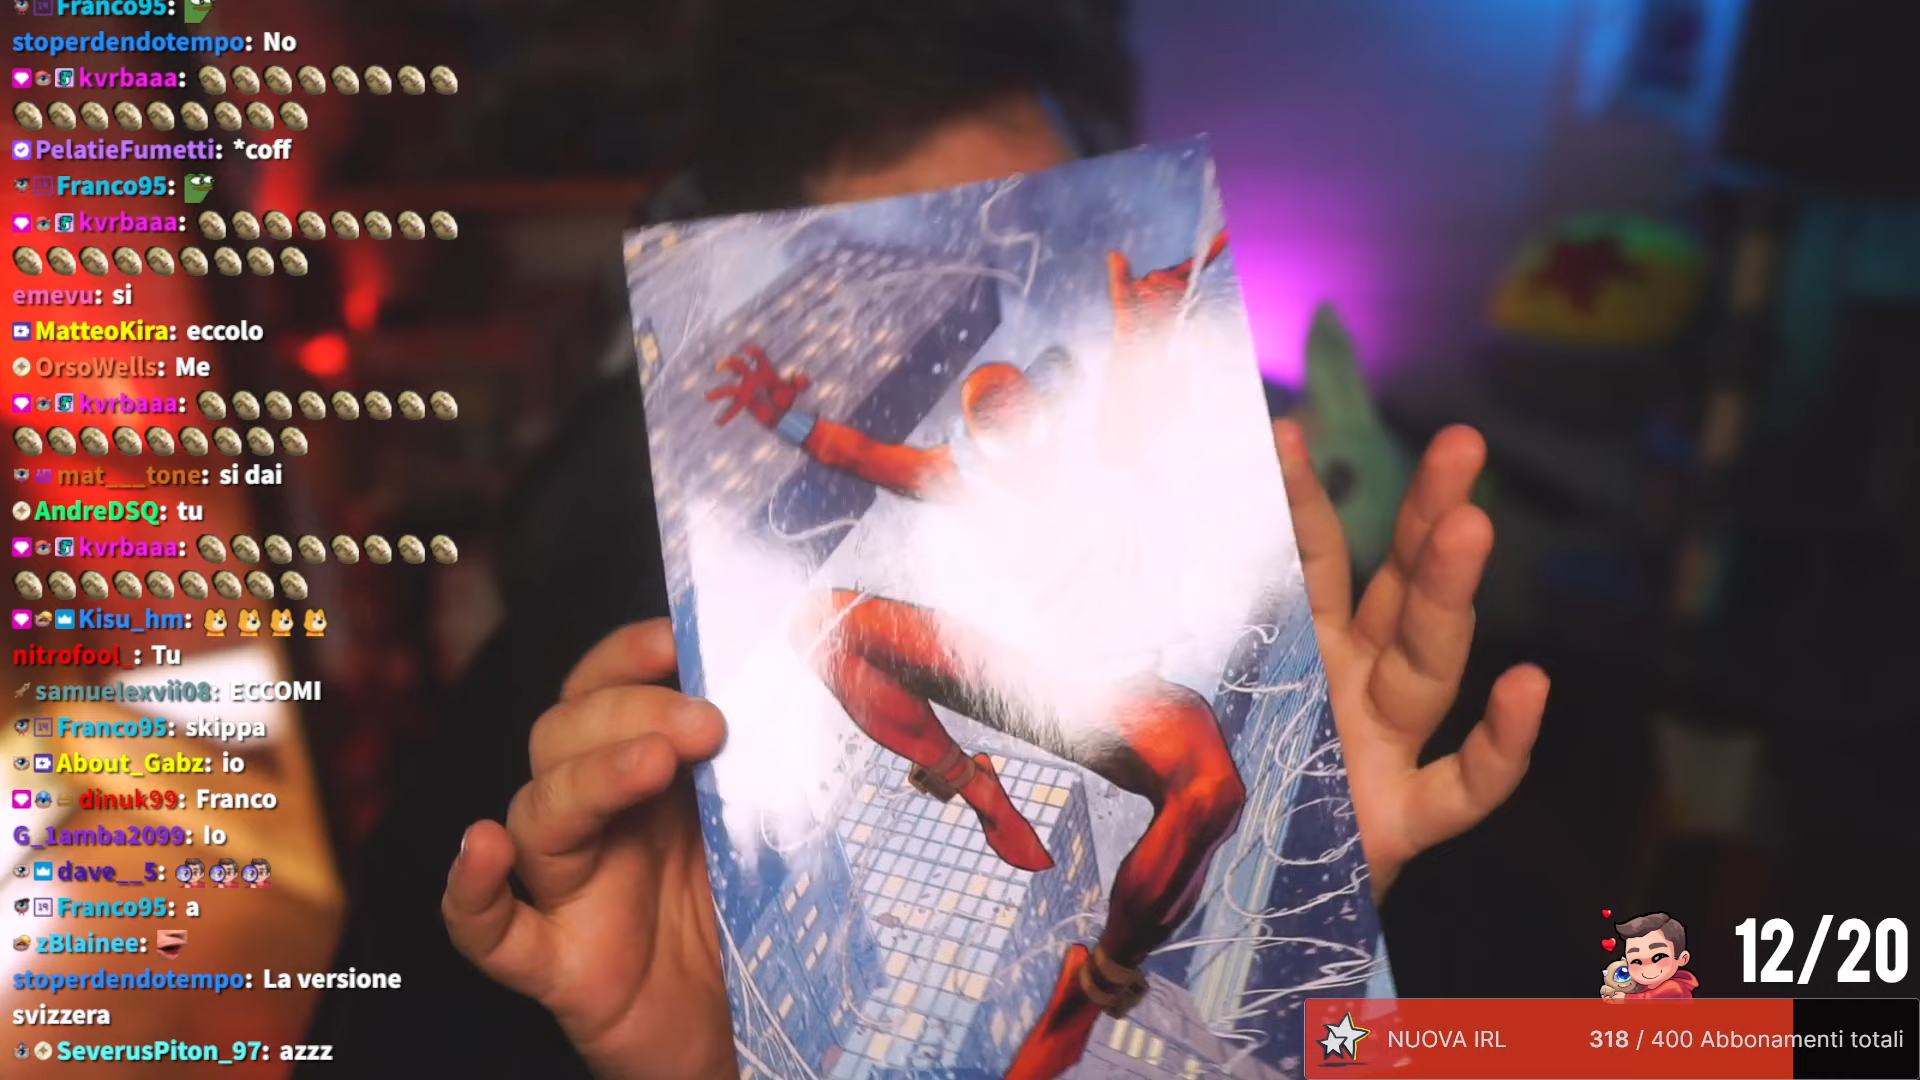 Franco95:
stoperdendotempo: No
kvrbaaa:
PelatieFumetti: *coff
Franco95:
kvrbaaa:
emevu: si
MatteoKira: eccolo
OrsoWells: Me
kvrbaaa:
mat___tone: si dai
AndreDSQ: tu
kvrbaaa:
Kisu_hm:
nitrofool_: Tu
samuelexvii08: ECCOMI
Franco95: skippa
About_Gabz: io
dinuk99: Franco
G_1amba2099: Io
dave__5:
Franco95: a
zBlainee:
stoperdendotempo: La versione
svizzera
SeverusPiton_97: azzz
12/20
NUOVA IRL 318 / 400 Abbonamenti totali